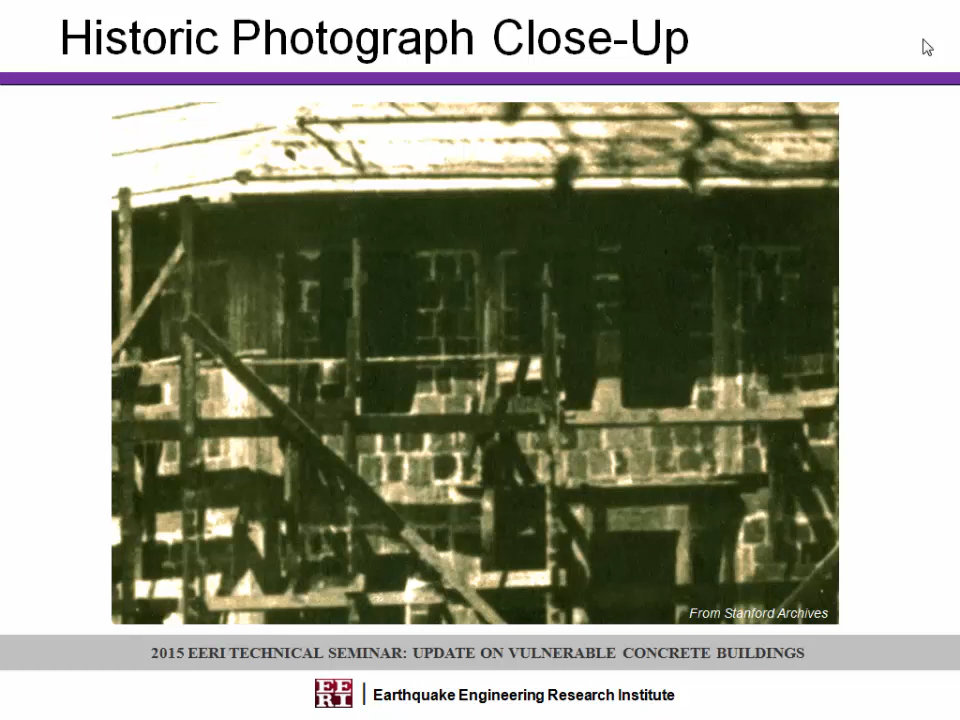 Historic Photograph Close-Up
From Stanford Archives
2015 EERI TECHNICAL SEMINAR: UPDATE ON VULNERABLE CONCRETE BUILDINGS
EERI | Earthquake Engineering Research Institute